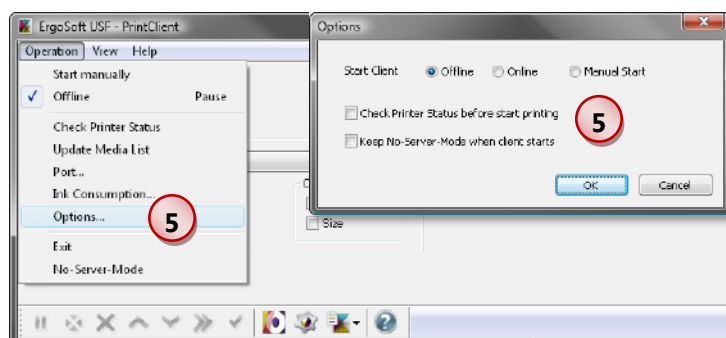 ErgoSoft USF - PrintClient
Operation View Help
Start manually
Offline Pause
Check Printer Status
Update Media List
Port...
Ink Consumption...
Options...
5
Exit
No-Server-Mode
Size
Options
Start Client Offline Online Manual Start
Check Printer Status before start printing
5
Keep No-Server-Mode when client starts
OK Cancel